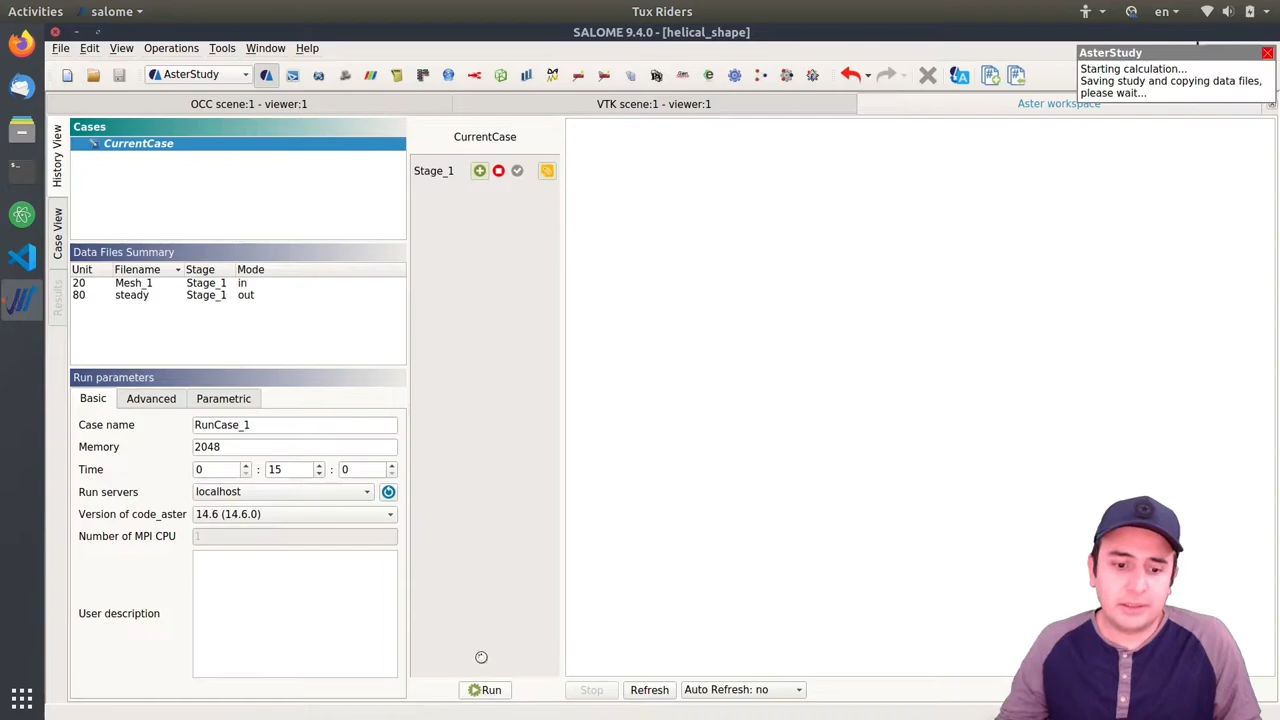 Activities
salome
Tux Riders
en
SALOME 9.4.0 - [helical_shape]
File Edit View Operations Tools Window Help
AsterStudy
AsterStudy
Starting calculation...
Saving study and copying data files,
please wait...
OCC scene:1 - viewer:1
VTK scene:1 - viewer:1
Aster workspace
History View
Case View
Results
Cases
CurrentCase
CurrentCase
Stage_1
Data Files Summary
Unit Filename Stage Mode
20 Mesh_1 Stage_1 in
80 steady Stage_1 out
Run parameters
Basic Advanced Parametric
Case name RunCase_1
Memory 2048
Time 0 : 15 : 0
Run servers localhost
Version of code_aster 14.6 (14.6.0)
Number of MPI CPU 1
User description
Run
Stop
Refresh
Auto Refresh: no